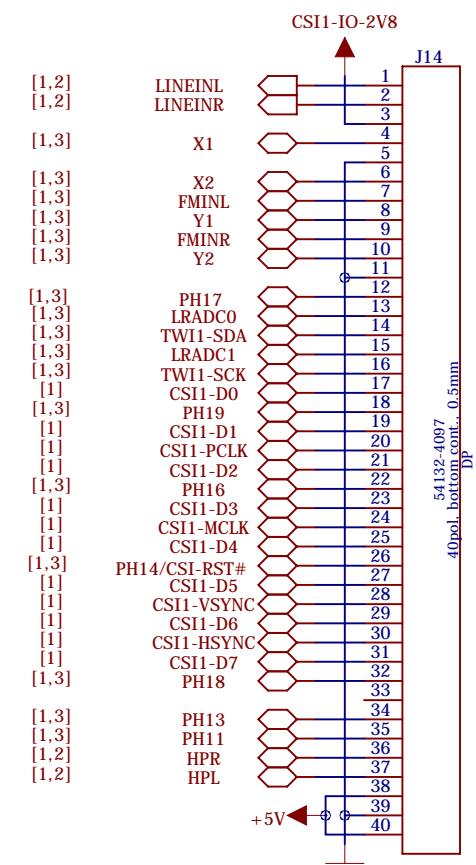 CSI1-IO-2V8
J14
[1,2] LINEINL 1
[1,2] LINEINR 2
3
[1,3] X1 4
5
[1,3] X2 6
[1,3] FMINL 7
[1,3] Y1 8
[1,3] FMINR 9
[1,3] Y2 10
11
[1,3] PH17 12
[1,3] LRADC0 13
[1,3] TWI1-SDA 14
[1,3] LRADC1 15
[1,3] TWI1-SCK 16
[1] CSI1-D0 17
[1,3] PH19 18
[1] CSI1-D1 19
[1] CSI1-PCLK 20
[1] CSI1-D2 21
[1,3] PH16 22
[1] CSI1-D3 23
[1] CSI1-MCLK 24
[1] CSI1-D4 25
[1,3] PH14/CSI-RST# 26
[1] CSI1-D5 27
[1] CSI1-VSYNC 28
[1] CSI1-D6 29
[1] CSI1-HSYNC 30
[1] CSI1-D7 31
[1,3] PH18 32
33
[1,3] PH13 34
[1,3] PH11 35
[1,2] HPR 36
[1,2] HPL 37
38
+5V 39
40
54132-4097
40pol, bottom cont., 0.5mm
DP